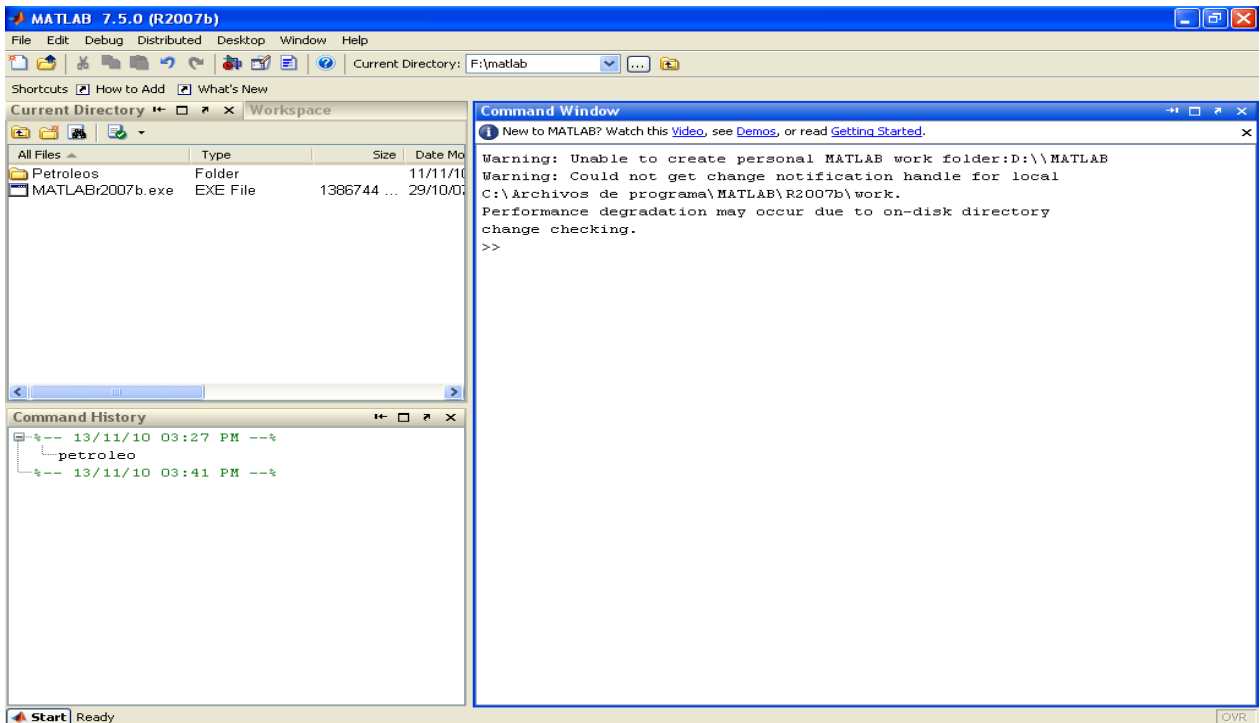 MATLAB 7.5.0 (R2007b)
File Edit Debug Distributed Desktop Window Help
Current Directory: F:\matlab
Shortcuts How to Add What's New
Current Directory Workspace
All Files Type Size Date Mo
Petroleos Folder 11/11/10
MATLABr2007b.exe EXE File 1386744 ... 29/10/07
Command History
%-- 13/11/10 03:27 PM --%
petroleo
%-- 13/11/10 03:41 PM --%
Command Window
New to MATLAB? Watch this Video, see Demos, or read Getting Started.
Warning: Unable to create personal MATLAB work folder:D:\\MATLAB
Warning: Could not get change notification handle for local
C:\Archivos de programa\MATLAB\R2007b\work.
Performance degradation may occur due to on-disk directory
change checking.
>>
Start Ready
OVR